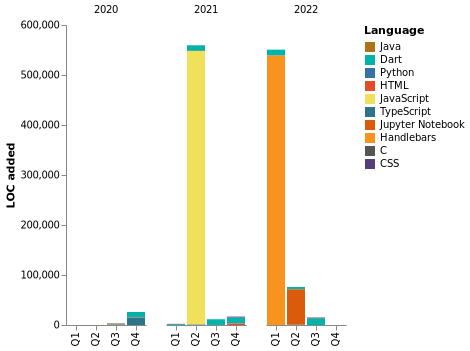 2020 2021 2022
LOC added
600,000
500,000
400,000
300,000
200,000
100,000
0
Q1 Q2 Q3 Q4 Q1 Q2 Q3 Q4 Q1 Q2 Q3 Q4
Language
Java
Dart
Python
HTML
JavaScript
TypeScript
Jupyter Notebook
Handlebars
C
CSS